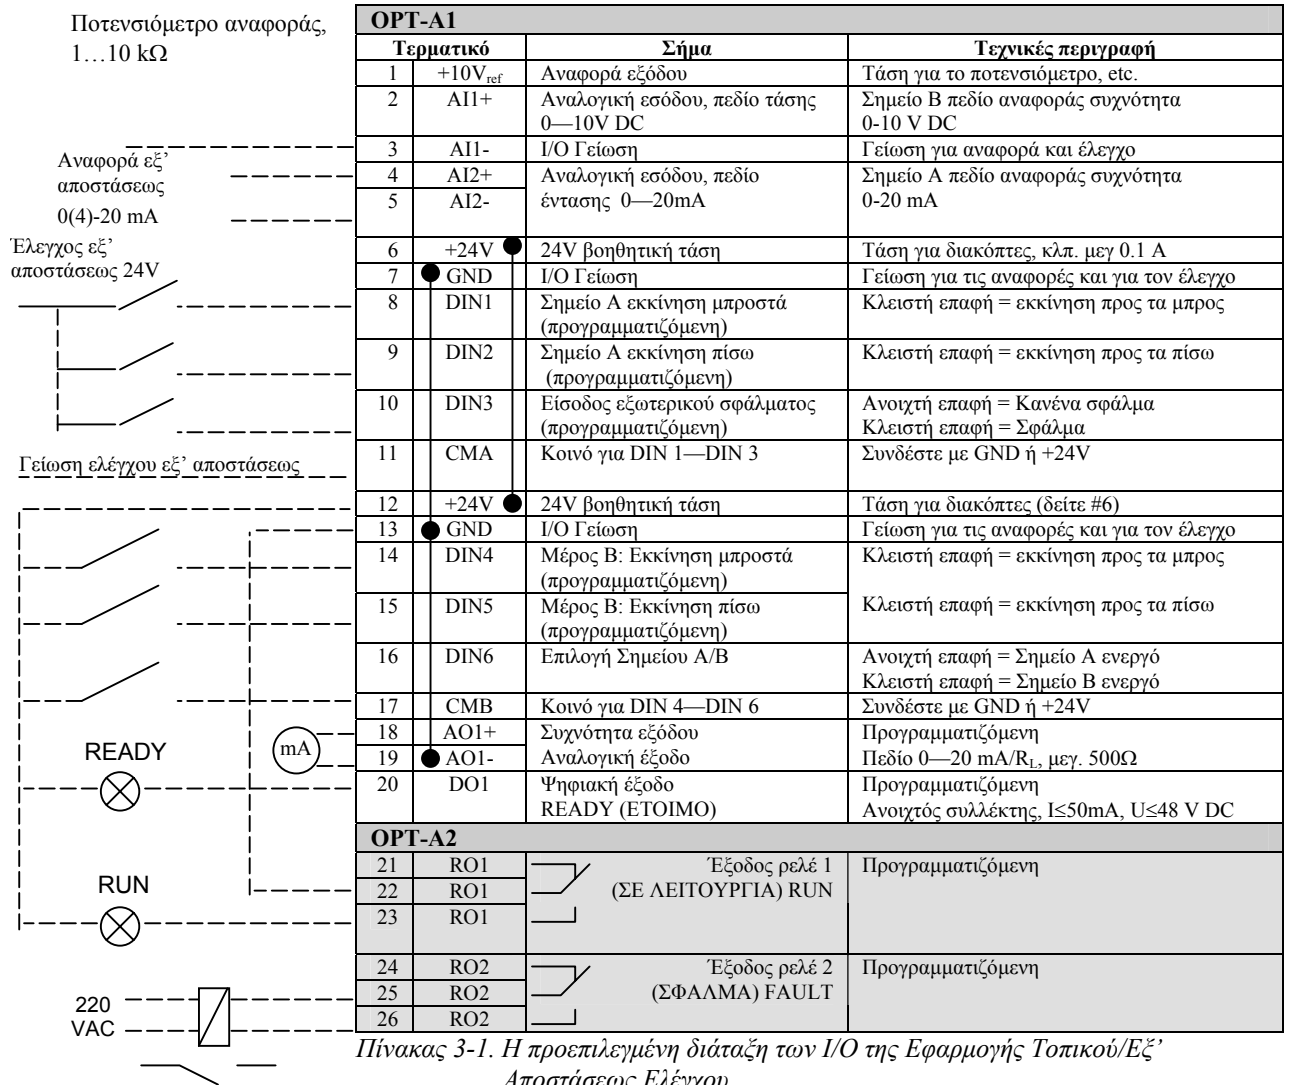 Ποτενσιόμετρο αναφοράς,
1…10 kΩ
Αναφορά εξ’
αποστάσεως
0(4)-20 mA
Έλεγχος εξ’
αποστάσεως 24V
Γείωση ελέγχου εξ’ αποστάσεως
READY
mA
RUN
220
VAC
OPT-A1
Τερματικό Σήμα Τεχνικές περιγραφή
1 +10Vref Αναφορά εξόδου Τάση για το ποτενσιόμετρο, etc.
2 AI1+ Αναλογική εσόδου, πεδίο τάσης Σημείο Β πεδίο αναφοράς συχνότητα
0—10V DC 0-10 V DC
3 AI1- I/O Γείωση Γείωση για αναφορά και έλεγχο
4 AI2+ Αναλογική εσόδου, πεδίο Σημείο Α πεδίο αναφοράς συχνότητα
5 AI2- έντασης 0—20mA 0-20 mA
6 +24V 24V βοηθητική τάση Τάση για διακόπτες, κλπ. μεγ 0.1 A
7 GND I/O Γείωση Γείωση για τις αναφορές και για τον έλεγχο
8 DIN1 Σημείο Α εκκίνηση μπροστά Κλειστή επαφή = εκκίνηση προς τα μπρος
(προγραμματιζόμενη)
9 DIN2 Σημείο Α εκκίνηση πίσω Κλειστή επαφή = εκκίνηση προς τα πίσω
(προγραμματιζόμενη)
10 DIN3 Είσοδος εξωτερικού σφάλματος Ανοιχτή επαφή = Κανένα σφάλμα
(προγραμματιζόμενη) Κλειστή επαφή = Σφάλμα
11 CMA Κοινό για DIN 1—DIN 3 Συνδέστε με GND ή +24V
12 +24V 24V βοηθητική τάση Τάση για διακόπτες (δείτε #6)
13 GND I/O Γείωση Γείωση για τις αναφορές και για τον έλεγχο
14 DIN4 Μέρος Β: Εκκίνηση μπροστά Κλειστή επαφή = εκκίνηση προς τα μπρος
(προγραμματιζόμενη)
15 DIN5 Μέρος Β: Εκκίνηση πίσω Κλειστή επαφή = εκκίνηση προς τα πίσω
(προγραμματιζόμενη)
16 DIN6 Επιλογή Σημείου Α/Β Ανοιχτή επαφή = Σημείο Α ενεργό
Κλειστή επαφή = Σημείο Β ενεργό
17 CMB Κοινό για DIN 4—DIN 6 Συνδέστε με GND ή +24V
18 AO1+ Συχνότητα εξόδου Προγραμματιζόμενη
19 AO1- Αναλογική έξοδο Πεδίο 0—20 mA/RL, μεγ. 500Ω
20 DO1 Ψηφιακή έξοδο Προγραμματιζόμενη
READY (ΕΤΟΙΜΟ) Ανοιχτός συλλέκτης, I≤50mA, U≤48 V DC
OPT-A2
21 RO1 Έξοδος ρελέ 1 Προγραμματιζόμενη
22 RO1 (ΣΕ ΛΕΙΤΟΥΡΓΙΑ) RUN
23 RO1
24 RO2 Έξοδος ρελέ 2 Προγραμματιζόμενη
25 RO2 (ΣΦΑΛΜΑ) FAULT
26 RO2
Πίνακας 3-1. Η προεπιλεγμένη διάταξη των I/O της Εφαρμογής Τοπικού/Εξ’
Αποστάσεως Ελέγχου